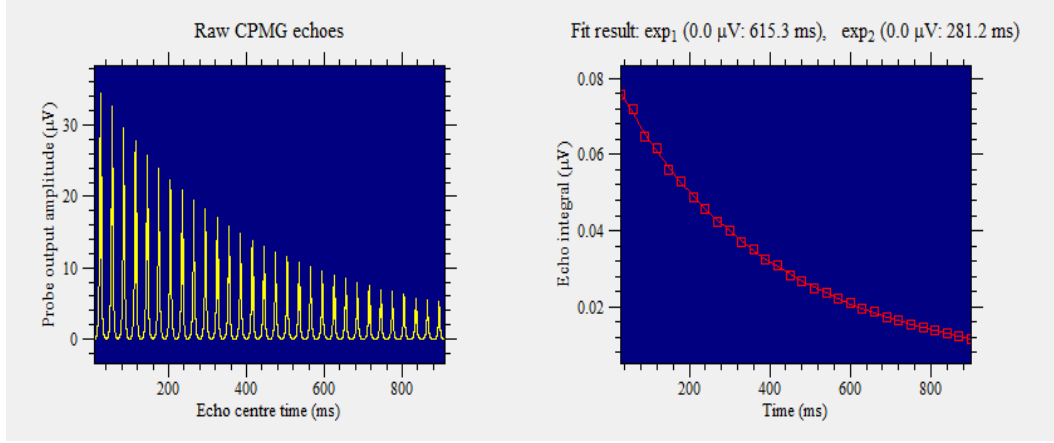 Raw CPMG echoes
Probe output amplitude (µV)
30
20
10
0
200 400 600 800
Echo centre time (ms)
Fit result: exp₁ (0.0 µV: 615.3 ms), exp₂ (0.0 µV: 281.2 ms)
Echo integral (µV)
0.08
0.06
0.04
0.02
200 400 600 800
Time (ms)